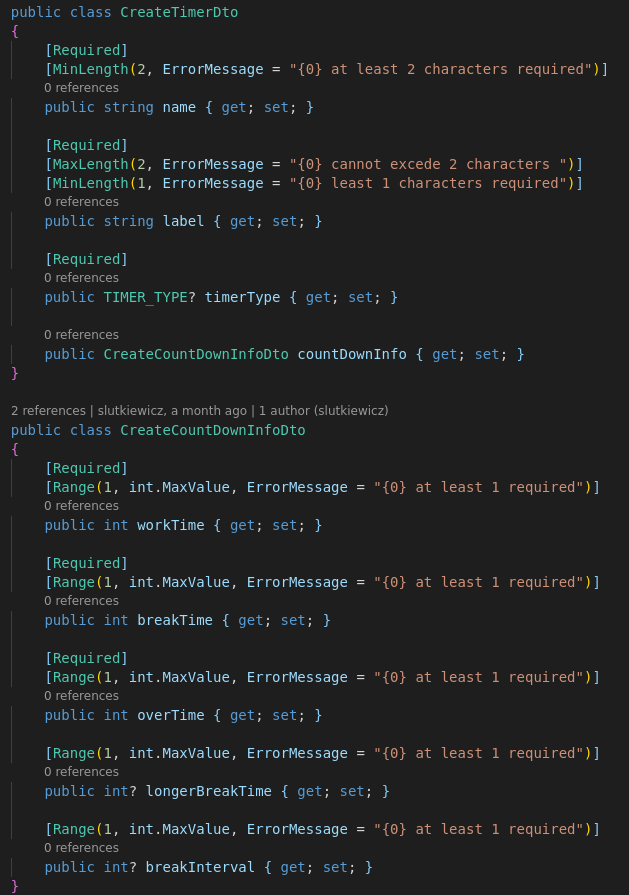 public class CreateTimerDto
{
    [Required]
    [MinLength(2, ErrorMessage = "{0} at least 2 characters required")]
    0 references
    public string name { get; set; }
    [Required]
    [MaxLength(2, ErrorMessage = "{0} cannot excede 2 characters ")]
    [MinLength(1, ErrorMessage = "{0} least 1 characters required")]
    0 references
    public string label { get; set; }
    [Required]
    0 references
    public TIMER_TYPE? timerType { get; set; }
    0 references
    public CreateCountDownInfoDto countDownInfo { get; set; }
}
2 references | slutkiewicz, a month ago | 1 author (slutkiewicz)
public class CreateCountDownInfoDto
{
    [Required]
    [Range(1, int.MaxValue, ErrorMessage = "{0} at least 1 required")]
    0 references
    public int workTime { get; set; }
    [Required]
    [Range(1, int.MaxValue, ErrorMessage = "{0} at least 1 required")]
    0 references
    public int breakTime { get; set; }
    [Required]
    [Range(1, int.MaxValue, ErrorMessage = "{0} at least 1 required")]
    0 references
    public int overTime { get; set; }
    [Range(1, int.MaxValue, ErrorMessage = "{0} at least 1 required")]
    0 references
    public int? longerBreakTime { get; set; }
    [Range(1, int.MaxValue, ErrorMessage = "{0} at least 1 required")]
    0 references
    public int? breakInterval { get; set; }
}